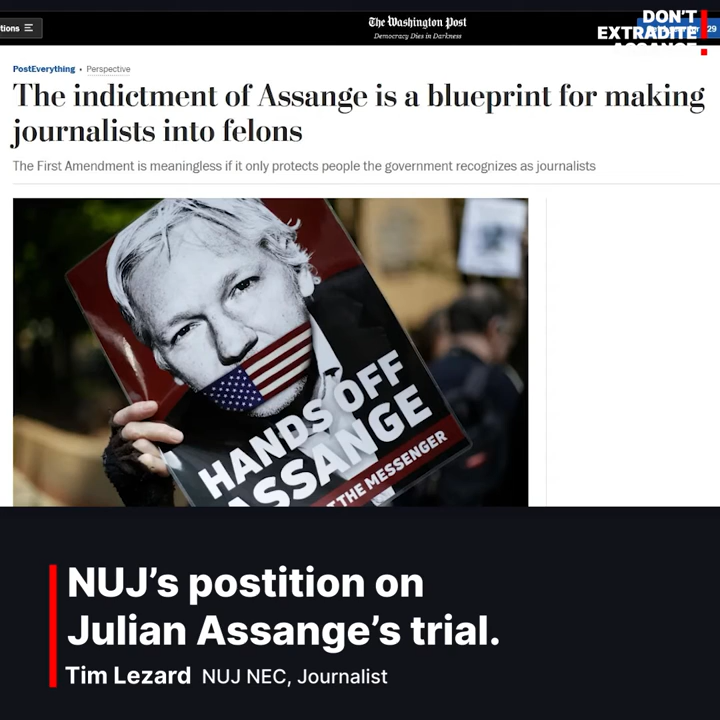 tions
The Washington Post
Democracy Dies in Darkness
DON'T
EXTRADITE
ASSANGE
29
PostEverything • Perspective
The indictment of Assange is a blueprint for making
journalists into felons
The First Amendment is meaningless if it only protects people the government recognizes as journalists
HANDS OFF
ASSANGE
T THE MESSENGER
NUJ's postition on
Julian Assange's trial.
Tim Lezard NUJ NEC, Journalist